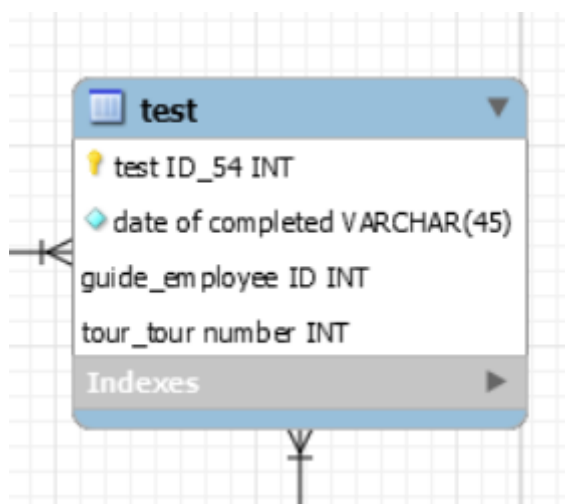 test
test ID_54 INT
date of completed VARCHAR(45)
guide_employee ID INT
tour_tour number INT
Indexes